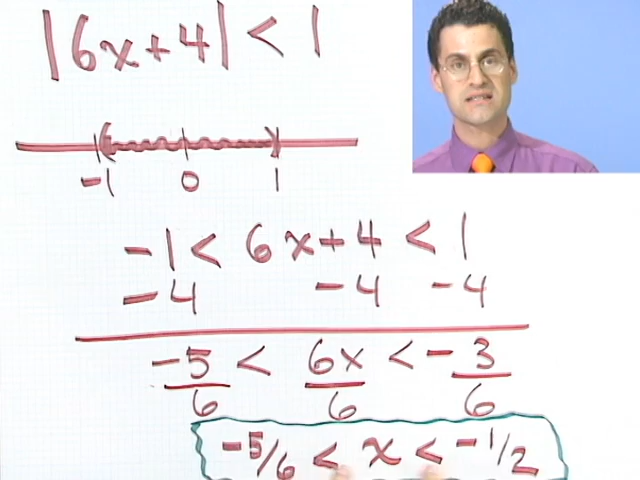 |6x+4| < 1
-1 0 1
-1 < 6x+4 < 1
-4 -4 -4
-5/6 < 6x/6 < -3/6
-5/6 < x < -1/2